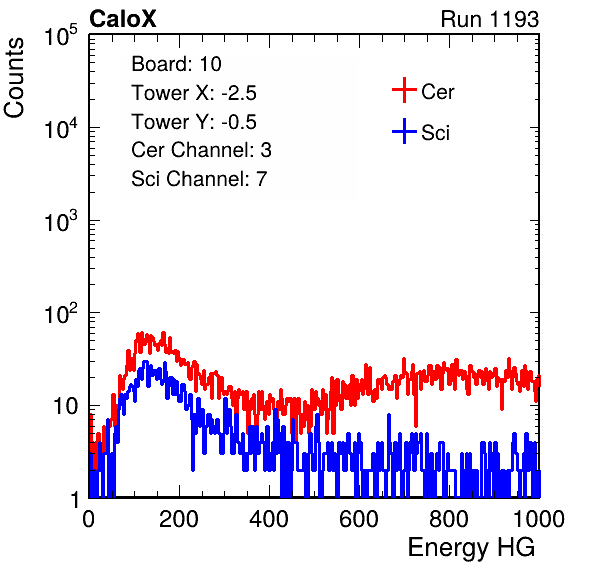 CaloX Run 1193
Counts
10^5
10^4
10^3
10^2
10
1
Board: 10
Tower X: -2.5
Tower Y: -0.5
Cer Channel: 3
Sci Channel: 7
Cer
Sci
0 200 400 600 800 1000
Energy HG